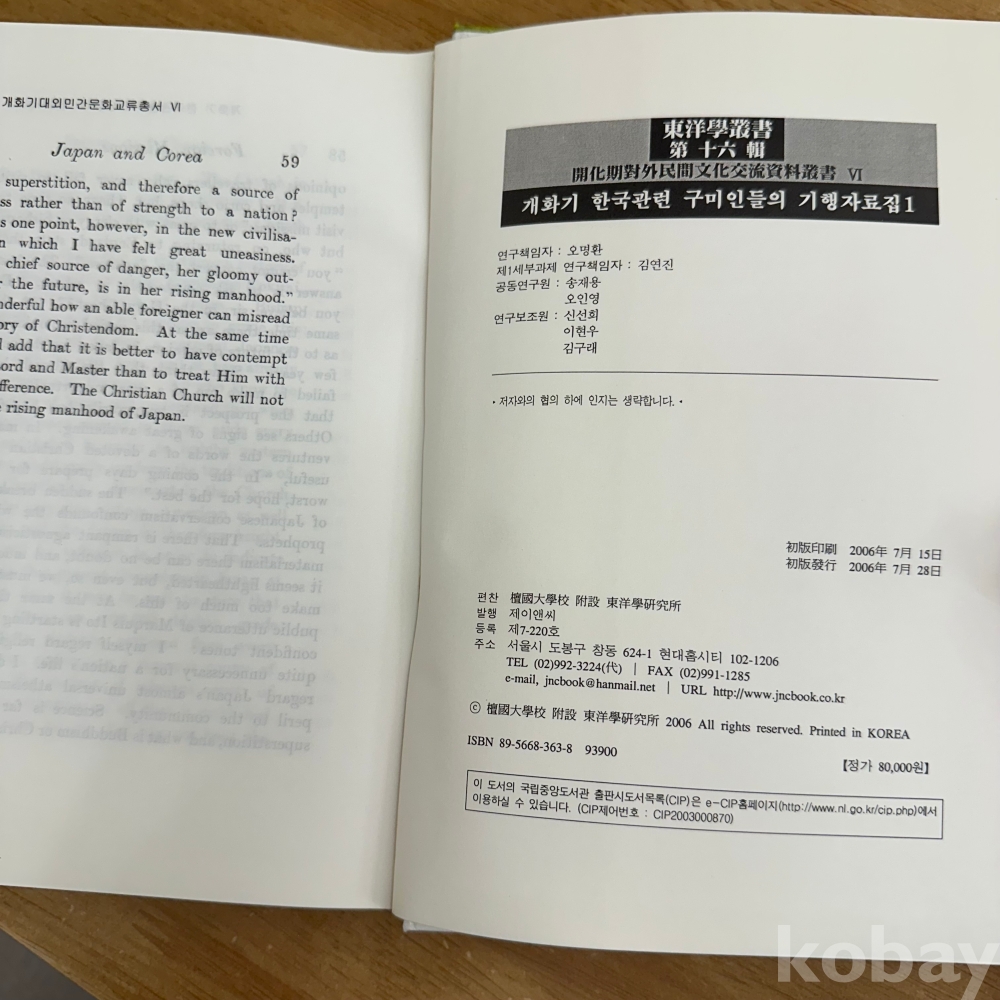 개화기대외민간문화교류총서 VI
Japan and Corea 59
superstition, and therefore a source of
ss rather than of strength to a nation?
s one point, however, in the new civilisa-
n which I have felt great uneasiness.
chief source of danger, her gloomy out-
the future, is in her rising manhood.”
nderful how an able foreigner can misread
ory of Christendom. At the same time
add that it is better to have contempt
ord and Master than to treat Him with
fference. The Christian Church will not
rising manhood of Japan.
東洋學叢書
第 十六 輯
開化期對外民間文化交流資料叢書 VI
개화기 한국관련 구미인들의 기행자료집 1
연구책임자 : 오명환
제1세부과제 연구책임자 : 김연진
공동연구원 : 송재용
오인영
연구보조원 : 신선희
이현우
김구래
• 저자와의 협의 하에 인지는 생략합니다. •
初版印刷 2006年 7月 15日
初版發行 2006年 7月 28日
편찬 檀國大學校 附設 東洋學硏究所
발행 제이앤씨
등록 제7-220호
주소 서울시 도봉구 창동 624-1 현대홈시티 102-1206
TEL (02)992-3224(代) | FAX (02)991-1285
e-mail, jncbook@hanmail.net | URL http://www.jncbook.co.kr
ⓒ 檀國大學校 附設 東洋學硏究所 2006 All rights reserved. Printed in KOREA
ISBN 89-5668-363-8 93900
【정가 80,000원】
이 도서의 국립중앙도서관 출판시도서목록(CIP)은 e-CIP홈페이지(http://www.nl.go.kr/cip.php)에서
이용하실 수 있습니다. (CIP제어번호 : CIP2003000870)
kobay